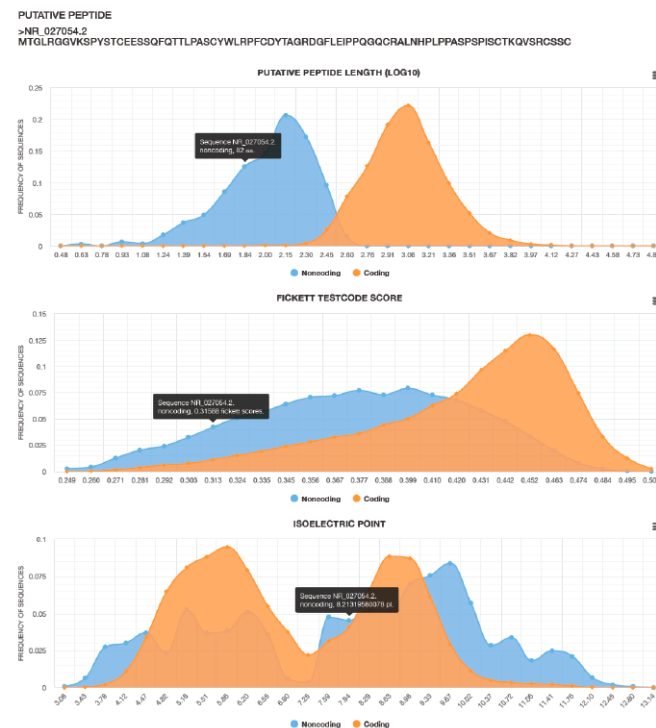 PUTATIVE PEPTIDE
>NR_027054.2
MTGLRGGVKSPYSTCEESSQFQTTLPASCYWLRPFCDYTAGRDGFLEIPPQGQCRALNHPLPPASPSPISCTKQVSRCSSC
PUTATIVE PEPTIDE LENGTH (LOG10)
FREQUENCY OF SEQUENCES
0.25
0.2
0.15
0.1
0.05
0
Sequence NR_027054.2.
noncoding, 82 aa.
0.48 0.63 0.78 0.93 1.08 1.24 1.39 1.54 1.69 1.84 2.00 2.15 2.30 2.45 2.60 2.76 2.91 3.06 3.21 3.36 3.51 3.67 3.82 3.97 4.12 4.27 4.43 4.58 4.73 4.8
Noncoding Coding
FICKETT TESTCODE SCORE
FREQUENCY OF SEQUENCES
0.15
0.125
0.1
0.075
0.05
0.025
0
Sequence NR_027054.2.
noncoding, 0.31588 fickett scores.
0.249 0.260 0.271 0.281 0.292 0.303 0.313 0.324 0.335 0.345 0.356 0.367 0.377 0.388 0.399 0.410 0.420 0.431 0.442 0.452 0.463 0.474 0.484 0.495 0.50
Noncoding Coding
ISOELECTRIC POINT
FREQUENCY OF SEQUENCES
0.1
0.075
0.05
0.025
0
Sequence NR_027054.2.
noncoding, 8.21319580078 pI.
3.08 3.43 3.78 4.12 4.47 4.82 5.16 5.51 5.86 6.20 6.55 6.90 7.25 7.59 7.94 8.29 8.63 8.98 9.33 9.67 10.02 10.37 10.72 11.06 11.41 11.76 12.10 12.45 12.80 13.14
Noncoding Coding